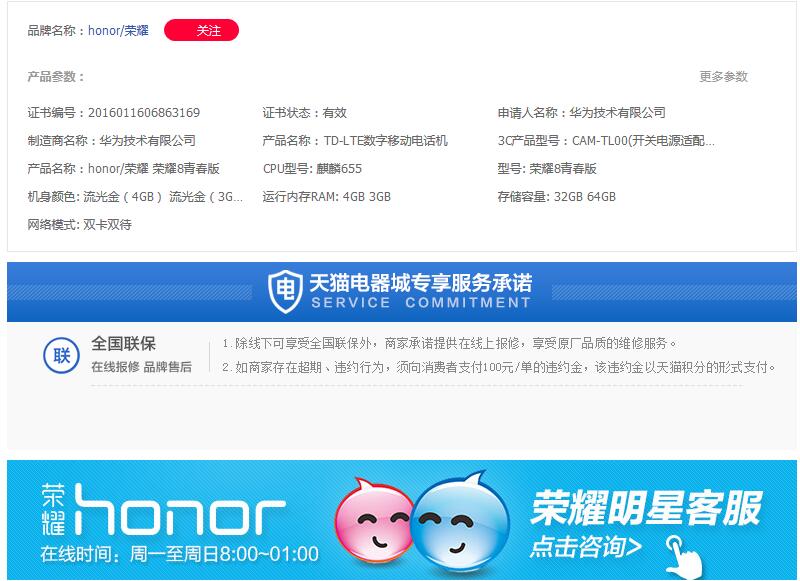 品牌名称：honor/荣耀 关注
产品参数： 更多参数
证书编号：2016011606863169 证书状态：有效 申请人名称：华为技术有限公司
制造商名称：华为技术有限公司 产品名称：TD-LTE数字移动电话机 3C产品型号：CAM-TL00(开关电源适配...
产品名称：honor/荣耀 荣耀8青春版 CPU型号: 麒麟655 型号: 荣耀8青春版
机身颜色: 流光金（4GB） 流光金（3G... 运行内存RAM: 4GB 3GB 存储容量: 32GB 64GB
网络模式: 双卡双待
电 天猫电器城专享服务承诺
SERVICE COMMITMENT
联 全国联保
在线报修 品牌售后
1.除线下可享受全国联保外，商家承诺提供在线上报修，享受原厂品质的维修服务。
2.如商家存在超期、违约行为，须向消费者支付100元/单的违约金，该违约金以天猫积分的形式支付。
荣耀 honor
在线时间：周一至周日8:00~01:00
荣耀明星客服
点击咨询>